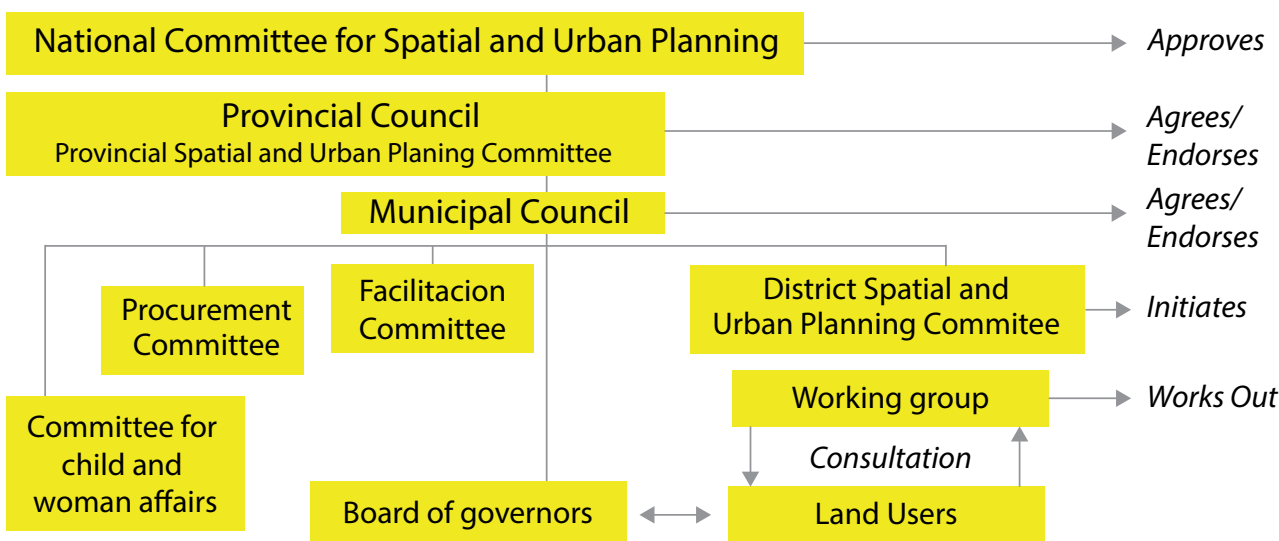 National Committee for Spatial and Urban Planning
Approves
Provincial Council
Provincial Spatial and Urban Planing Committee
Agrees/
Endorses
Municipal Council
Agrees/
Endorses
Procurement
Committee
Facilitacion
Committee
District Spatial and
Urban Planning Commitee
Initiates
Committee for
child and
woman affairs
Working group
Works Out
Consultation
Board of governors
Land Users